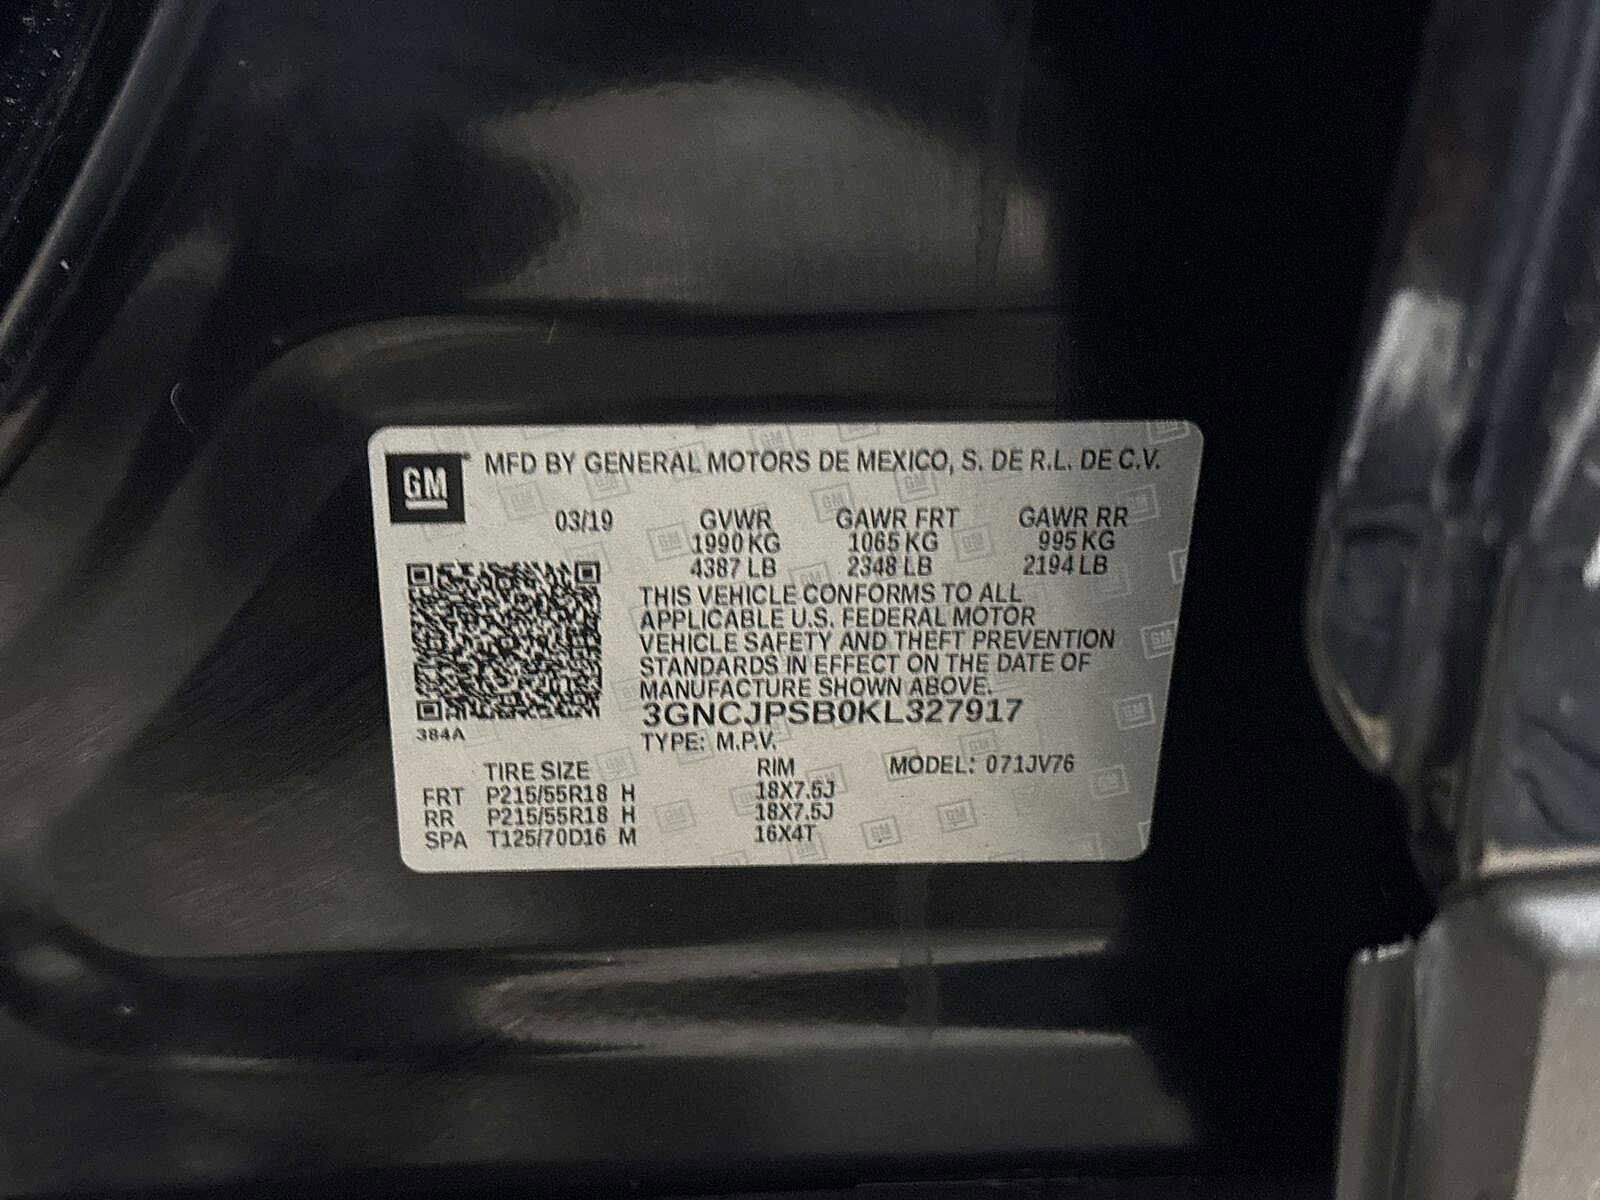 GM MFD BY GENERAL MOTORS DE MEXICO, S. DE R.L. DE C.V.
03/19 GVWR GAWR FRT GAWR RR
1990 KG 1065 KG 995 KG
4387 LB 2348 LB 2194 LB
THIS VEHICLE CONFORMS TO ALL
APPLICABLE U.S. FEDERAL MOTOR
VEHICLE SAFETY AND THEFT PREVENTION
STANDARDS IN EFFECT ON THE DATE OF
MANUFACTURE SHOWN ABOVE.
3GNCJPSB0KL327917
384A
TYPE: M.P.V.
TIRE SIZE RIM MODEL: 071JV76
FRT P215/55R18 H 18X7.5J
RR P215/55R18 H 18X7.5J
SPA T125/70D16 M 16X4T